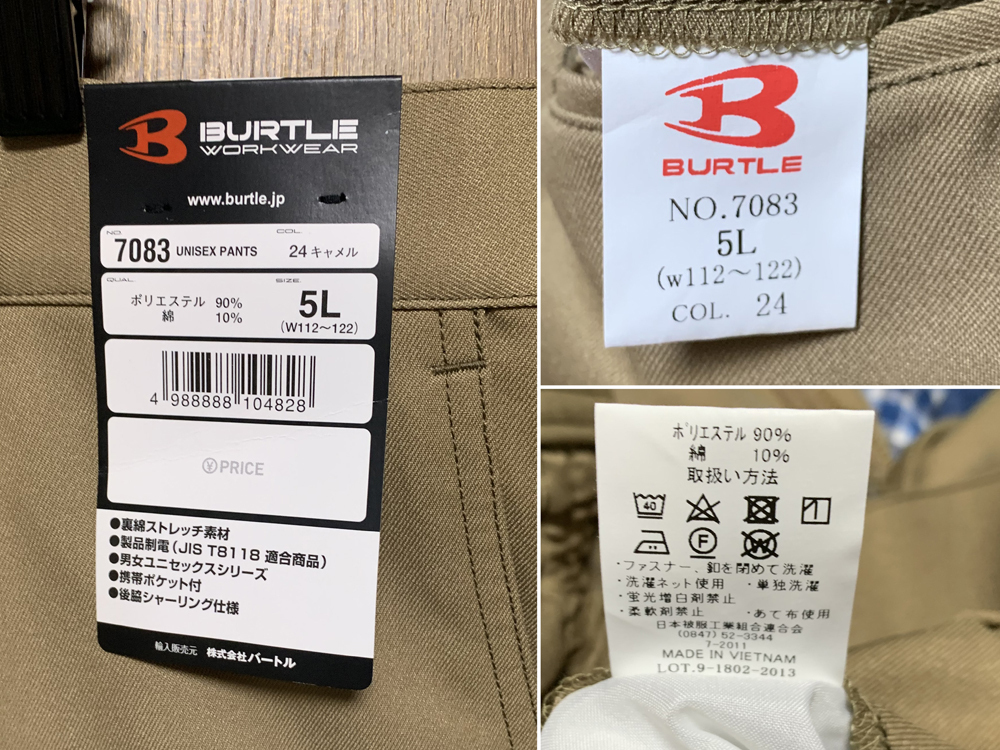 BURTLE
WORKWEAR
www.burtle.jp
NO. COL.
7083 UNISEX PANTS 24 キャメル
QUAL. SIZE.
ポリエステル 90%
綿 10%
5L
(W112～122)
4 988888 104828
¥PRICE
●裏綿ストレッチ素材
●製品制電(JIS T8118 適合商品)
●男女ユニセックスシリーズ
●携帯ポケット付
●後脇シャーリング仕様
輸入販売元 株式会社バートル
BURTLE
NO.7083
5L
(w112～122)
COL. 24
ポリエステル 90%
綿 10%
取扱い方法
40
F
W
・ファスナー、釦を閉めて洗濯
・洗濯ネット使用 ・単独洗濯
・蛍光増白剤禁止
・柔軟剤禁止 ・あて布使用
日本被服工業組合連合会
(0847) 52-3344
7-2011
MADE IN VIETNAM
LOT.9-1802-2013